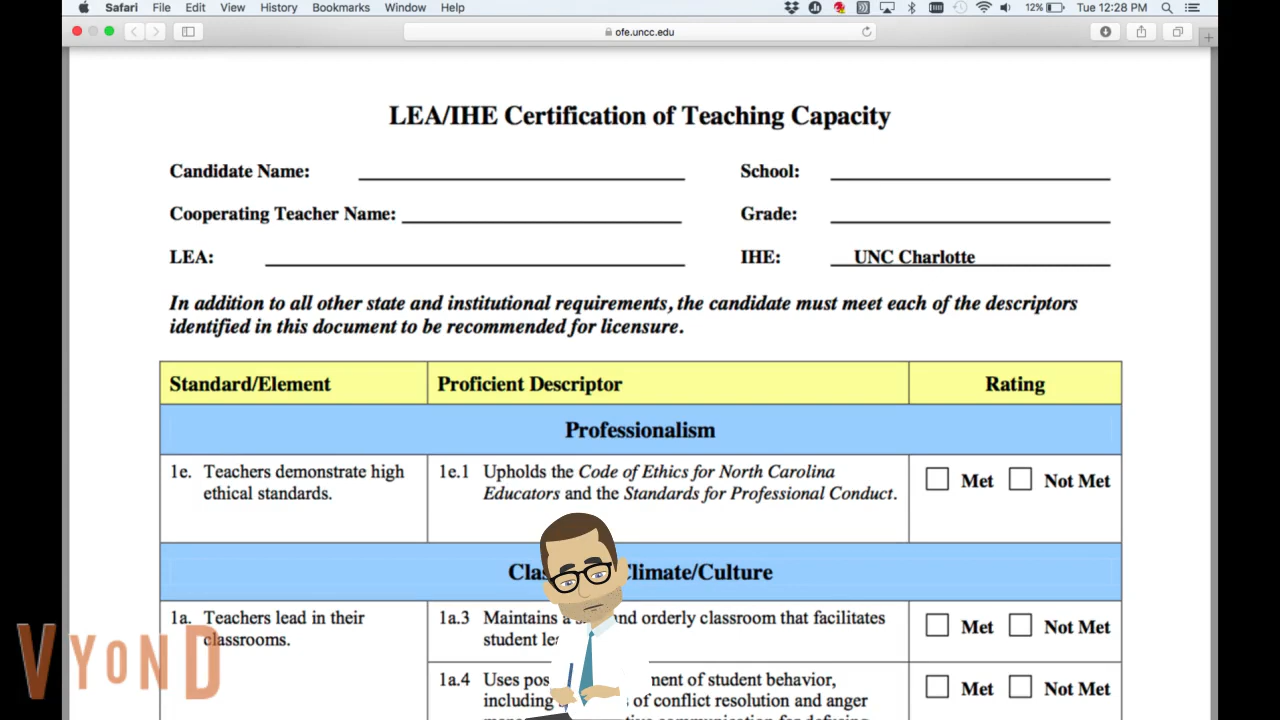 Safari File Edit View History Bookmarks Window Help 12% Tue 12:28 PM
ofe.uncc.edu
LEA/IHE Certification of Teaching Capacity
Candidate Name: School:
Cooperating Teacher Name: Grade:
LEA: IHE: UNC Charlotte
In addition to all other state and institutional requirements, the candidate must meet each of the descriptors
identified in this document to be recommended for licensure.
Standard/Element Proficient Descriptor Rating
Professionalism
1e. Teachers demonstrate high
ethical standards.
1e.1 Upholds the Code of Ethics for North Carolina
Educators and the Standards for Professional Conduct.
Met Not Met
Climate/Culture
1a. Teachers lead in their
classrooms.
1a.3 Maintains a and orderly classroom that facilitates
student
Met Not Met
1a.4 Uses of student behavior,
including of conflict resolution and anger
communication for defusing
Met Not Met
VYOND